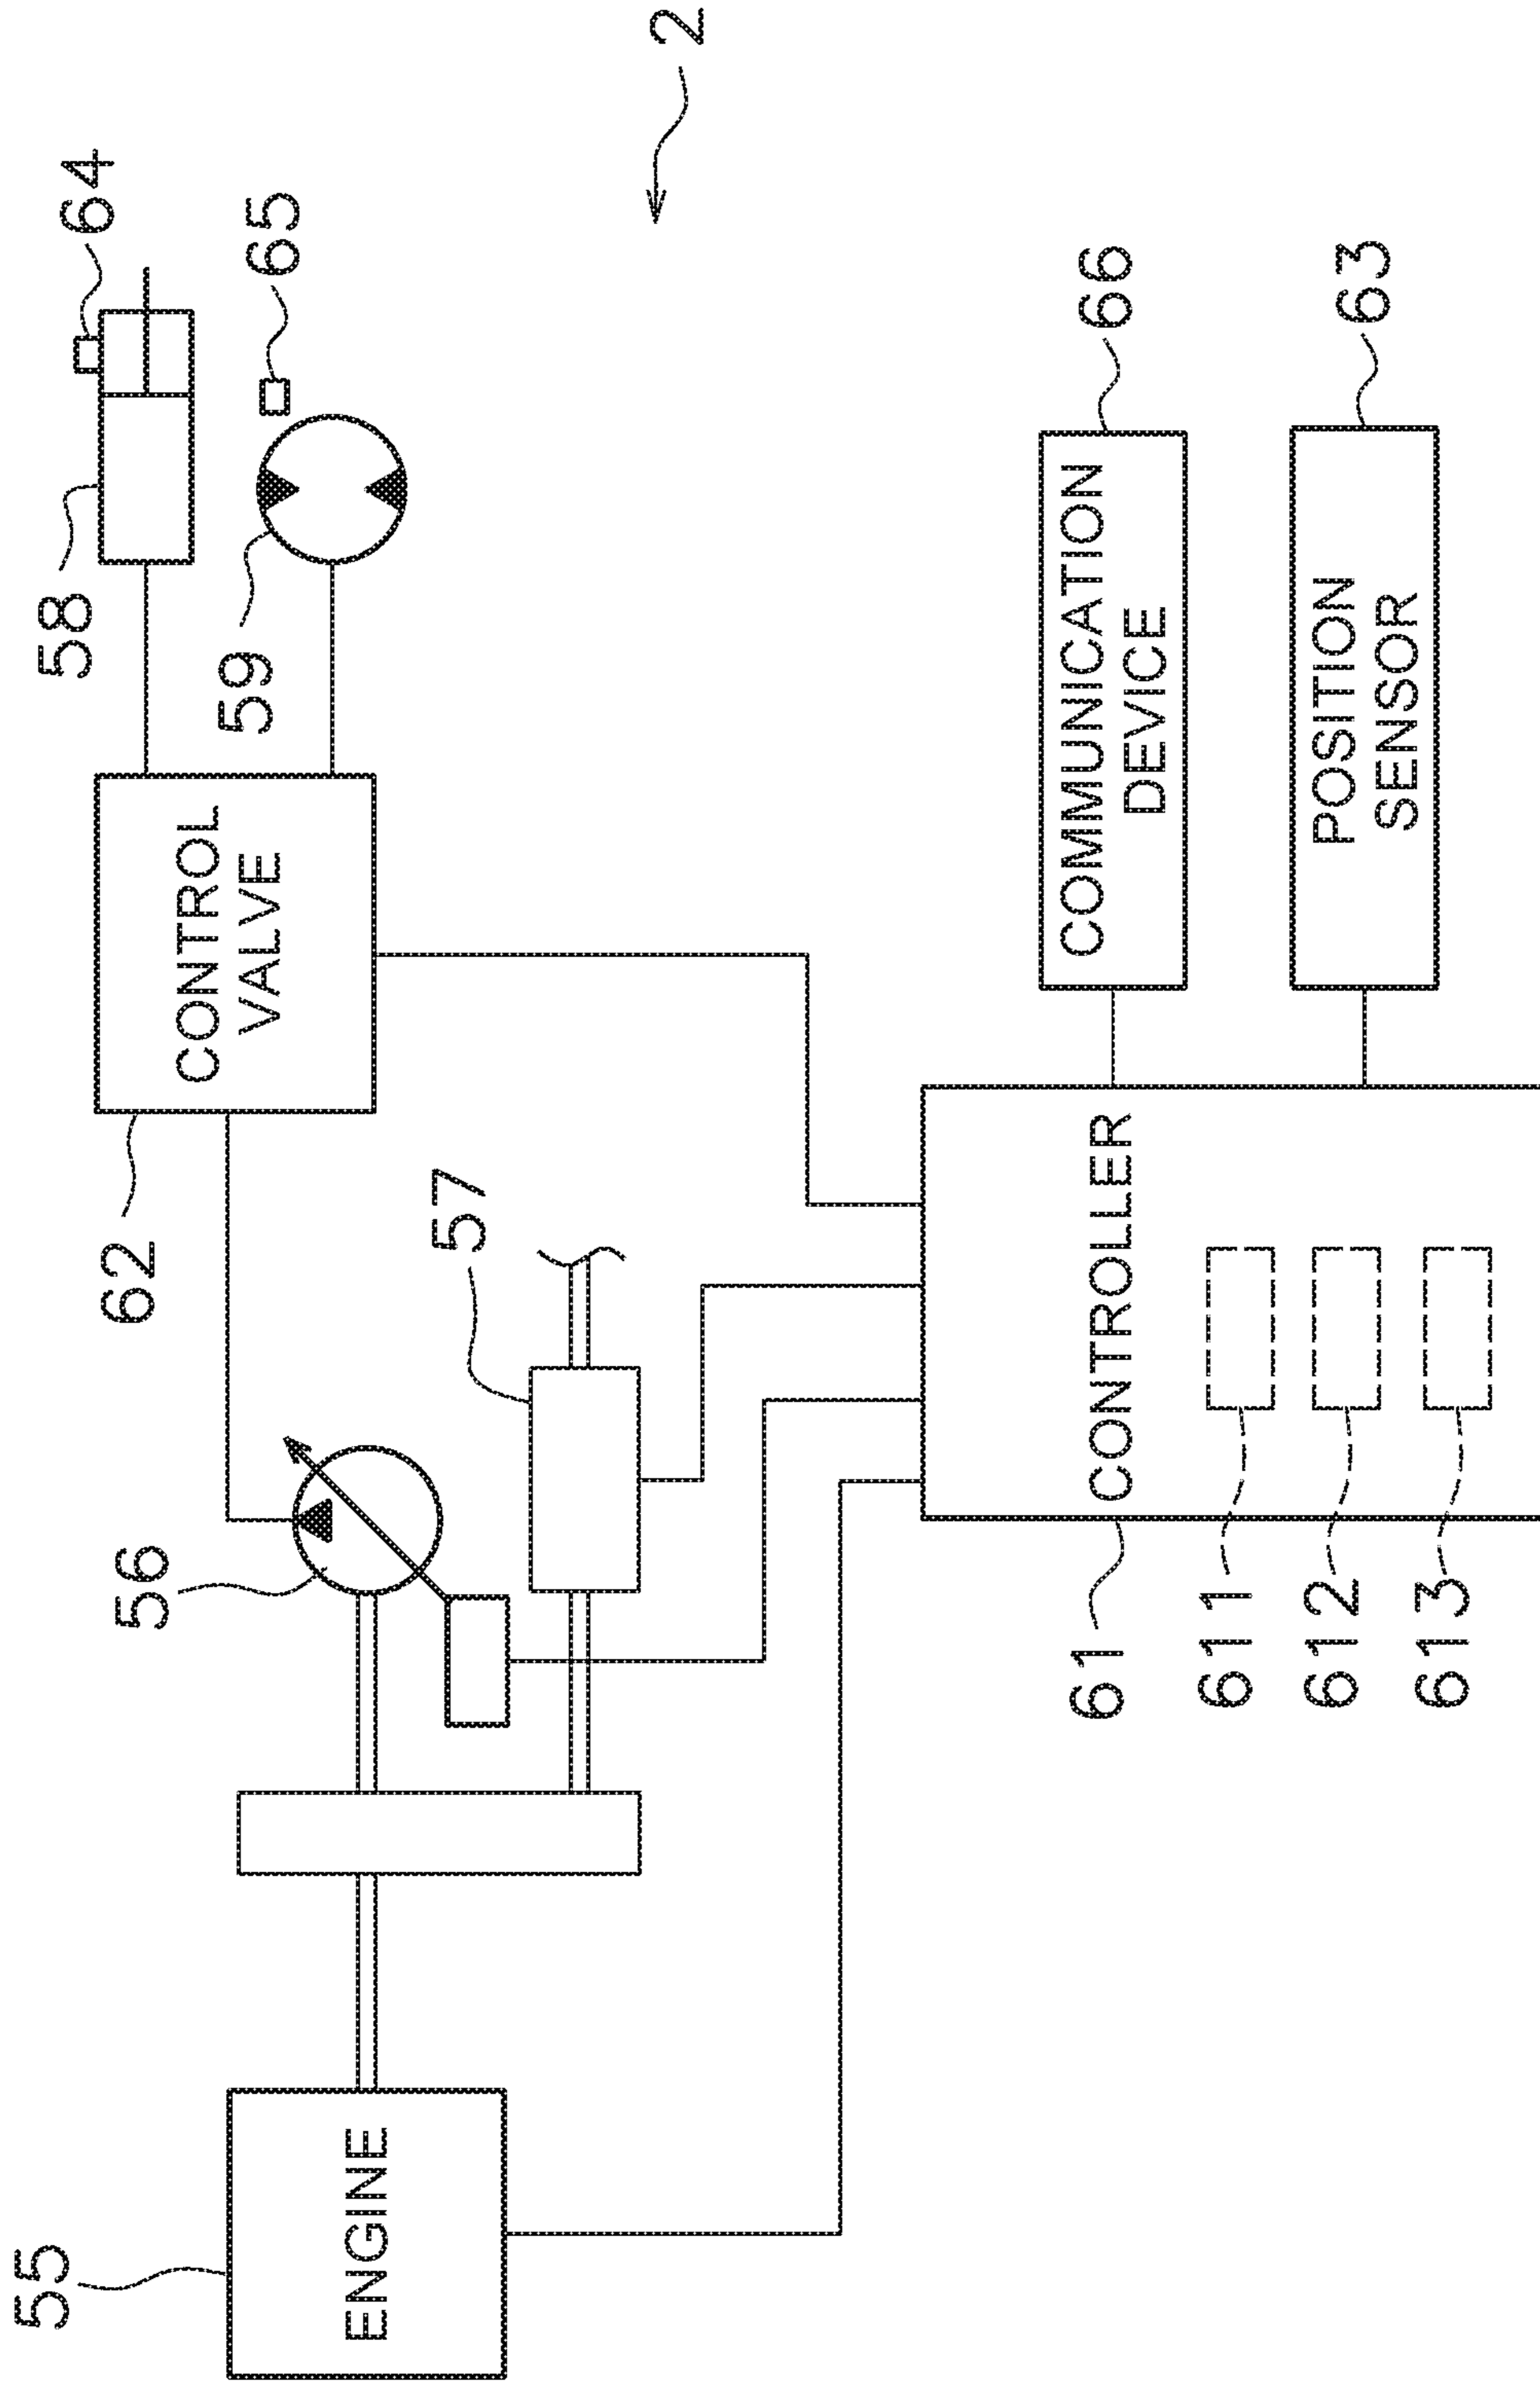 2
64
65
58
59
CONTROL
VALVE
62
57
56
ENGINE
55
66
COMMUNICATION
DEVICE
63
POSITION
SENSOR
CONTROLLER
61
611
612
613